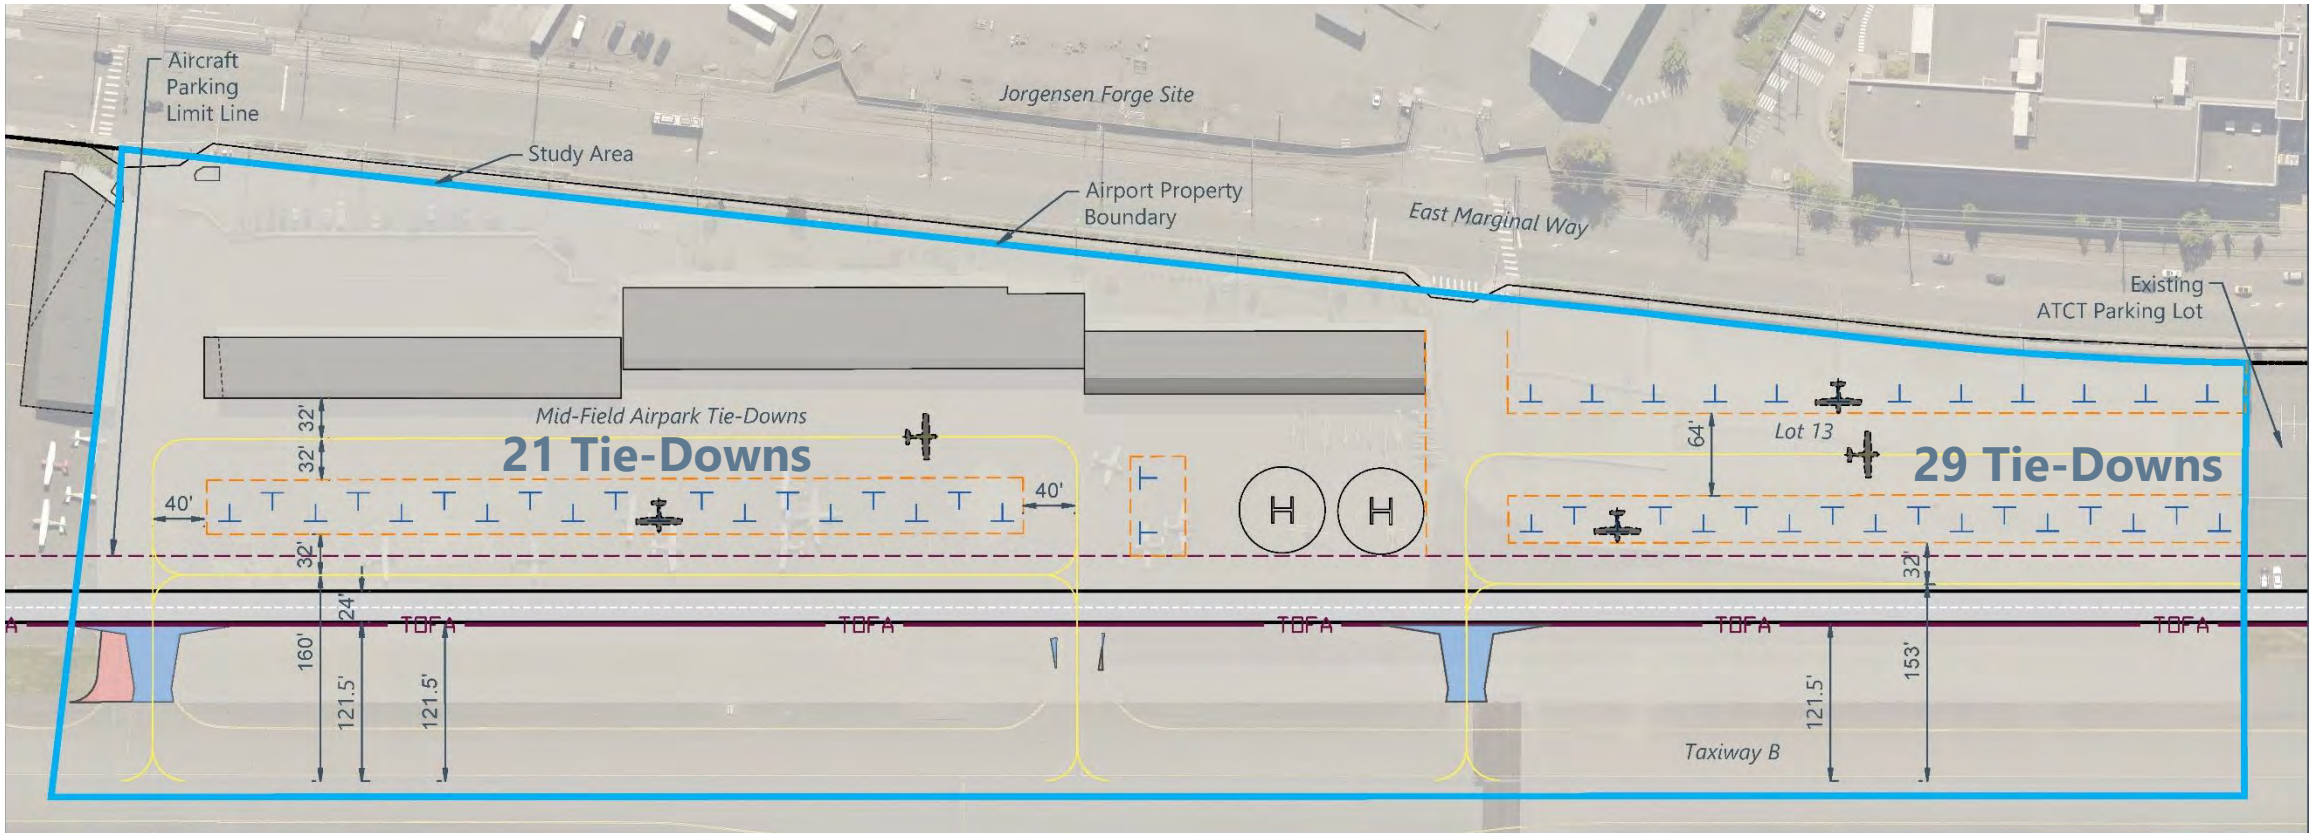 Aircraft
Parking
Limit Line
Study Area
Jorgensen Forge Site
Airport Property
Boundary
East Marginal Way
Existing
ATCT Parking Lot
32'
Mid-Field Airpark Tie-Downs
21 Tie-Downs
32'
64'
Lot 13
29 Tie-Downs
40'
40'
H
H
32'
32'
24'
A
TOFA
TOFA
TOFA
TOFA
TOFA
160'
121.5'
121.5'
121.5'
153'
Taxiway B